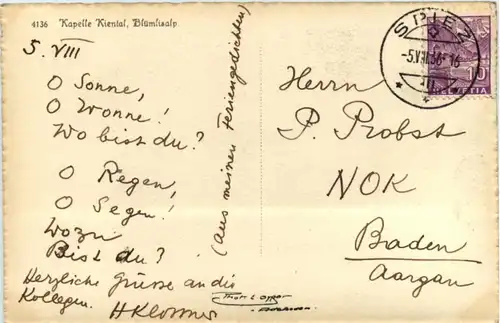 4136 Kapelle Kiental, Blümlisalp.
5. VIII
O Sonne,
O Wonne!
Wo bist du?
O Regen,
O Segen!
Wozu
Bist du?
Herzliche Grüsse an die
Kollegen.
(aus meinen Feriengedichten)
SPIEZ
-5.VIII.36-16
10
HELVETIA
Herrn
P. Probst
NOK
Baden
Aargau